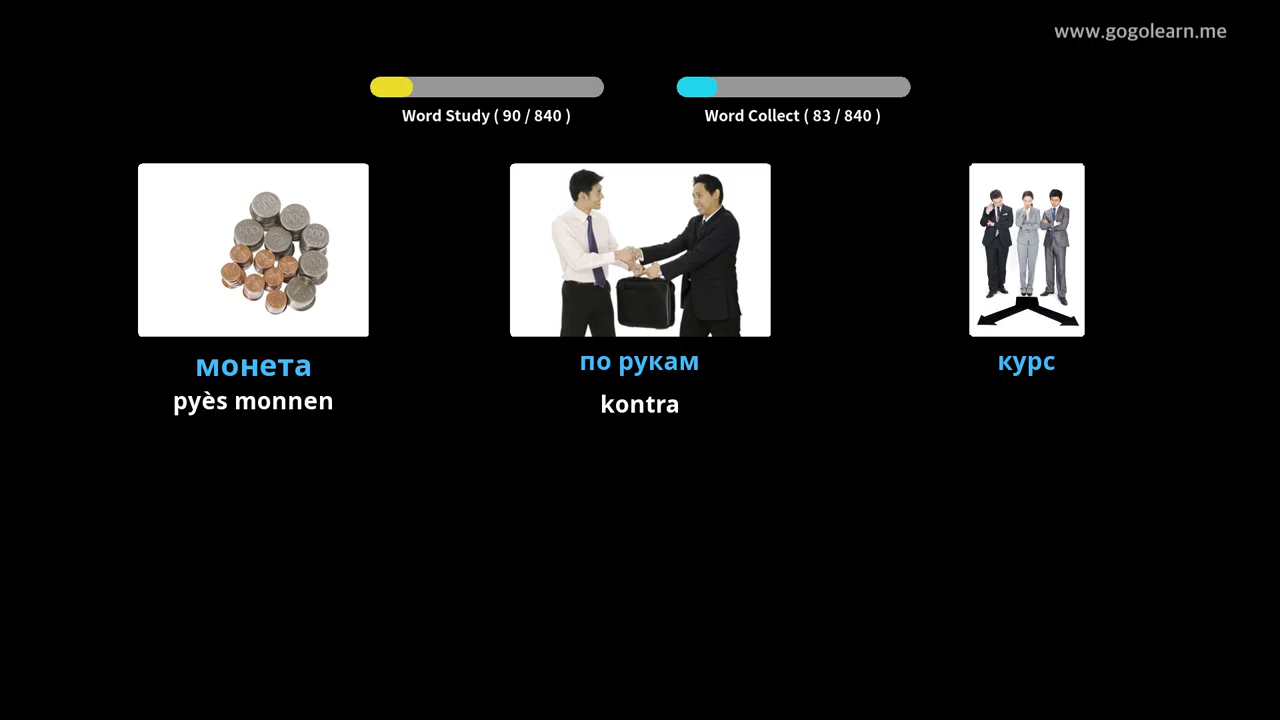 www.gogolearn.me
Word Study ( 90 / 840 )
Word Collect ( 83 / 840 )
монета
pyès monnen
по рукам
kontra
курс